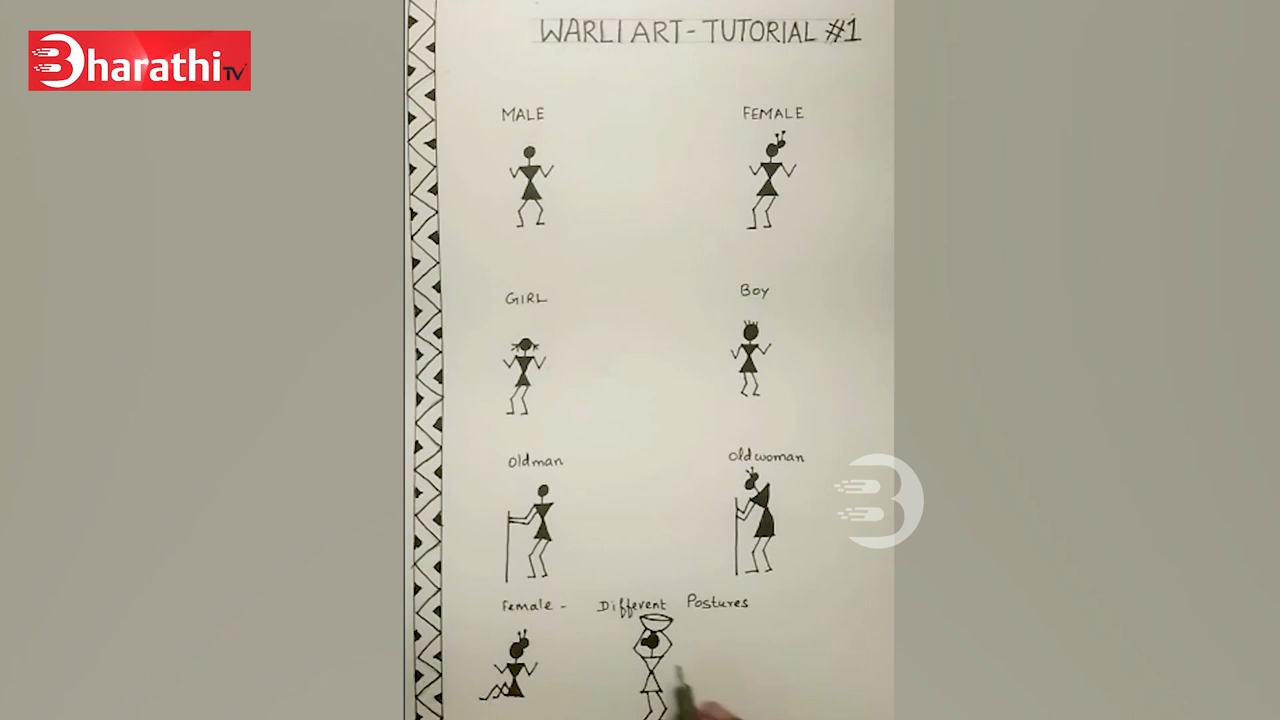 Bharathi TV
WARLI ART - TUTORIAL #1
MALE
FEMALE
GIRL
BOY
oldman
oldwoman
Female - Different Postures